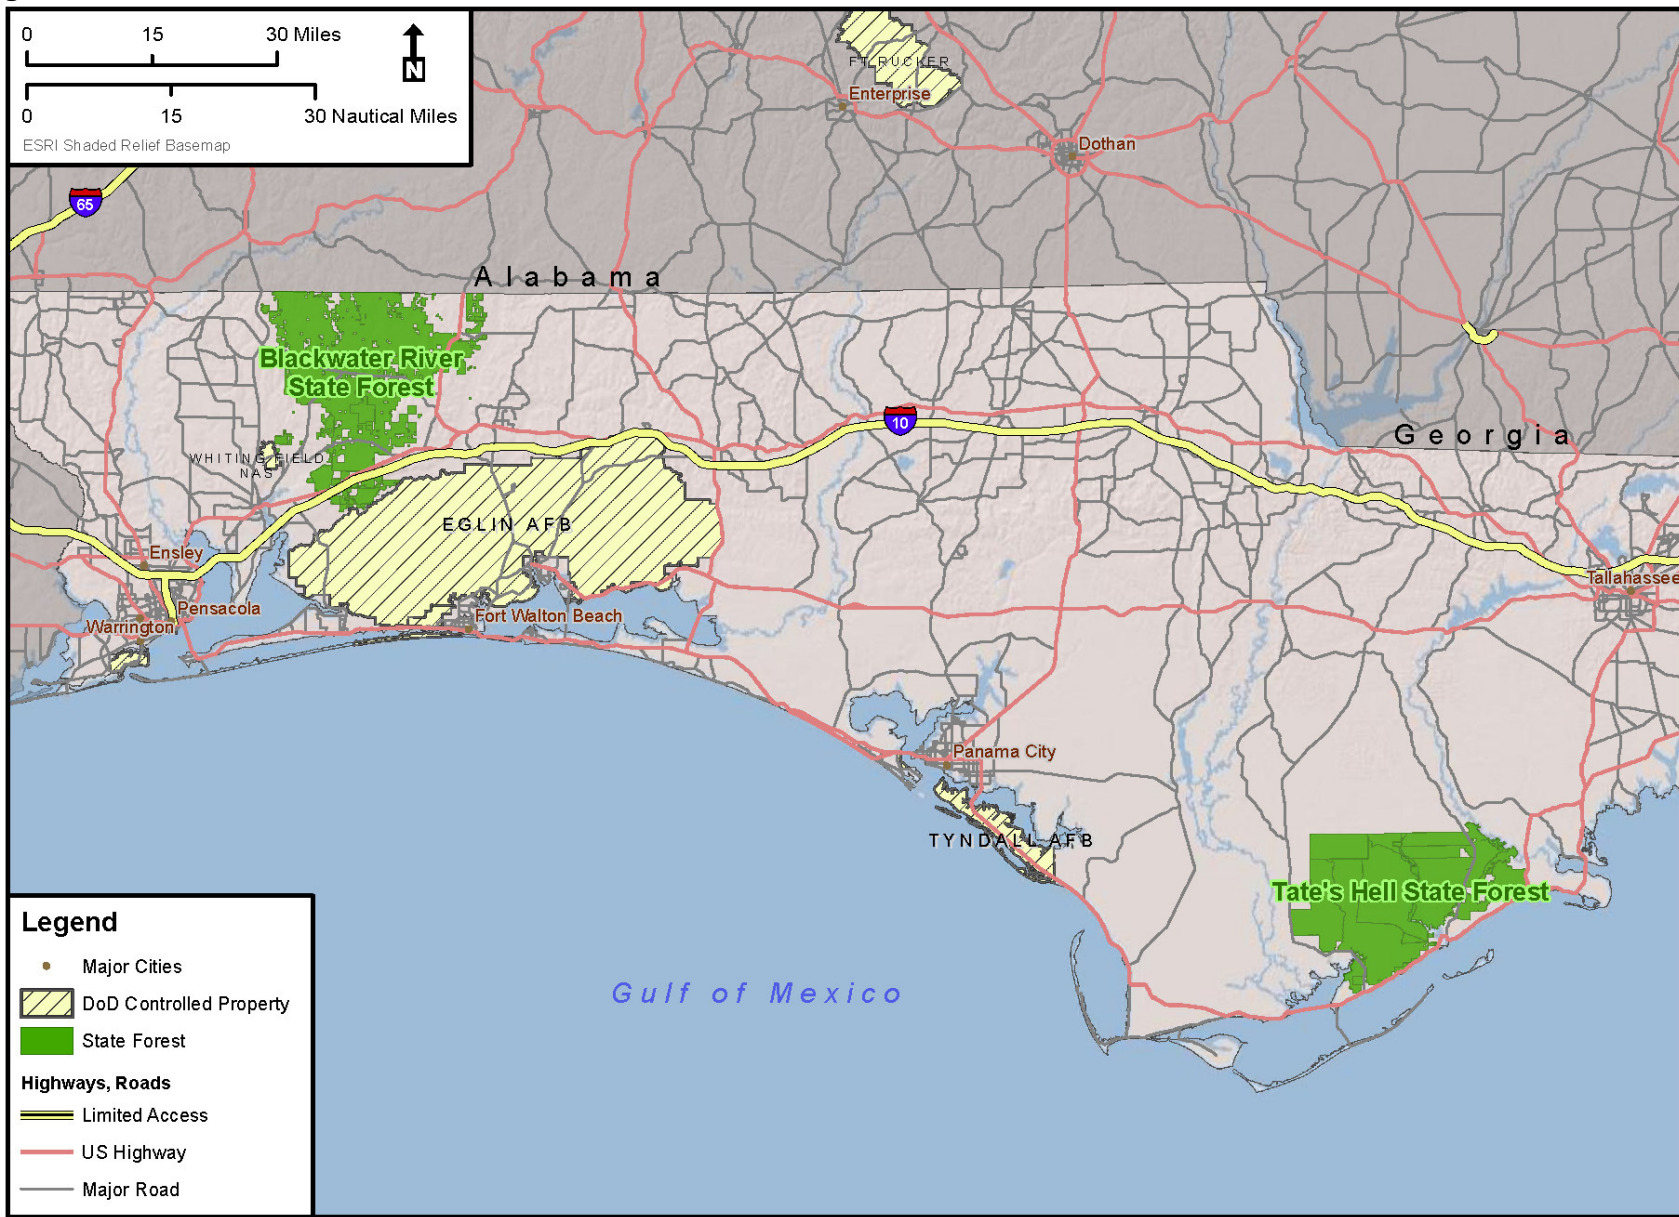 0 15 30 Miles
N
0 15 30 Nautical Miles
ESRI Shaded Relief Basemap
FT RUCKER
Enterprise
Dothan
65
Alabama
Blackwater River
State Forest
10
Georgia
WHITING FIELD
NAS
EGLIN AFB
Ensley
Tallahassee
Pensacola
Fort Walton Beach
Warrington
Panama City
TYNDALL AFB
Tate's Hell State Forest
Gulf of Mexico
Legend
Major Cities
DoD Controlled Property
State Forest
Highways, Roads
Limited Access
US Highway
Major Road